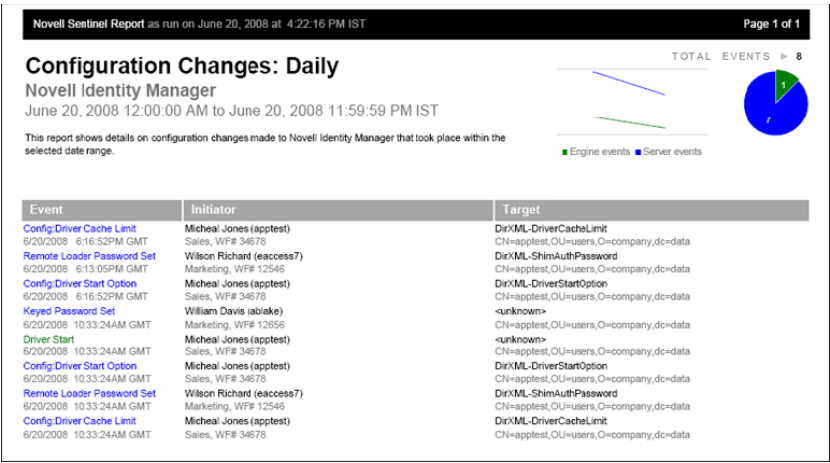 Novell Sentinel Report as run on June 20, 2008 at 4:22:16 PM IST
Page 1 of 1
TOTAL EVENTS ▶ 8
Configuration Changes: Daily
Novell Identity Manager
June 20, 2008 12:00:00 AM to June 20, 2008 11:59:59 PM IST
This report shows details on configuration changes made to Novell Identity Manager that took place within the
selected date range.
1
7
Engine events Server events
Event Initiator Target
Config:Driver Cache Limit Micheal Jones (apptest) DirXML-DriverCacheLimit
6/20/2008 6:16:52PM GMT Sales, WF# 34678 CN=apptest,OU=users,O=company,dc=data
Remote Loader Password Set Wilson Richard (eaccess7) DirXML-ShimAuthPassword
6/20/2008 6:13:05PM GMT Marketing, WF# 12546 CN=apptest,OU=users,O=company,dc=data
Config:Driver Start Option Micheal Jones (apptest) DirXML-DriverStartOption
6/20/2008 6:16:52PM GMT Sales, WF# 34678 CN=apptest,OU=users,O=company,dc=data
Keyed Password Set William Davis (ablake) <unknown>
6/20/2008 10:33:24AM GMT Marketing, WF# 12656 CN=apptest,OU=users,O=company,dc=data
Driver Start Micheal Jones (apptest) <unknown>
6/20/2008 10:33:24AM GMT Sales, WF# 34678 CN=apptest,OU=users,O=company,dc=data
Config:Driver Start Option Micheal Jones (apptest) DirXML-DriverStartOption
6/20/2008 10:33:24AM GMT Sales, WF# 34678 CN=apptest,OU=users,O=company,dc=data
Remote Loader Password Set Wilson Richard (eaccess7) DirXML-ShimAuthPassword
6/20/2008 10:33:24AM GMT Marketing, WF# 12546 CN=apptest,OU=users,O=company,dc=data
Config:Driver Cache Limit Micheal Jones (apptest) DirXML-DriverCacheLimit
6/20/2008 10:33:24AM GMT Sales, WF# 34678 CN=apptest,OU=users,O=company,dc=data